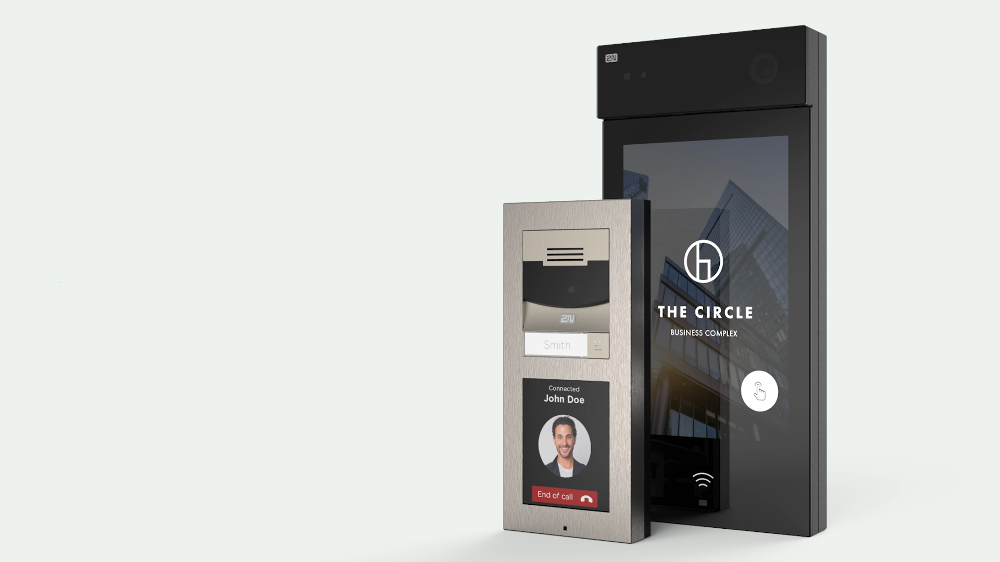 2N
2N
Smith
Connected
John Doe
End of call
THE CIRCLE
BUSINESS COMPLEX